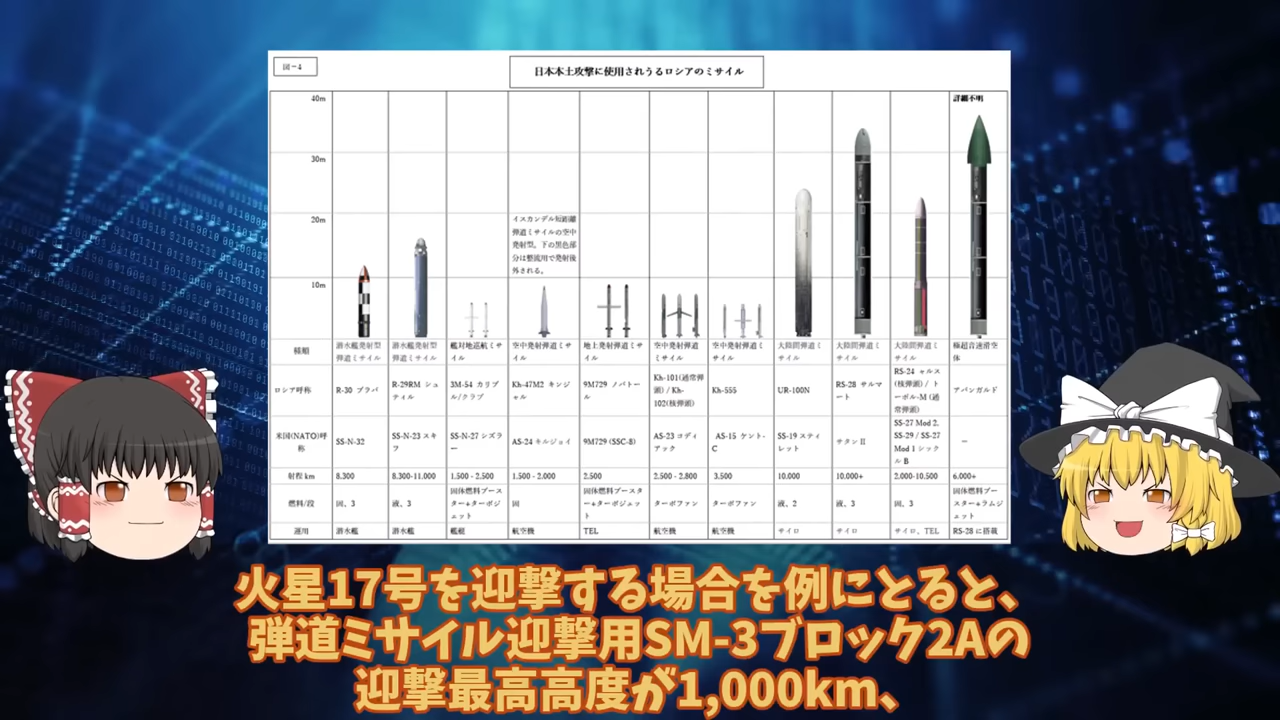 図－4
日本本土攻撃に使用されうるロシアのミサイル
40m
詳細不明
30m
20m
イスカンデル短距離
弾道ミサイルの空中
発射型。下の黒色部
分は整流用で発射後
外される。
10m
種類
潜水艦発射型
弾道ミサイル
潜水艦発射型
弾道ミサイル
艦対地巡航ミサ
イル
空中発射弾道ミサ
イル
地上発射弾道ミサ
イル
空中発射弾道
ミサイル
空中発射弾道ミ
サイル
大陸間弾道ミ
サイル
大陸間弾道ミ
サイル
大陸間弾道ミ
サイル
極超音速滑空
体
ロシア呼称
R-30 ブラバ
R-29RM シュ
ティル
3M-54 カリブ
ル/クラブ
Kh-47M2 キンジ
ャル
9M729 ノバトー
ル
Kh-101(通常弾
頭) / Kh-
102(核弾頭)
Kh-555
UR-100N
RS-28 サルマ
ート
RS-24 ャルス
(核弾頭) / ト
ーポル-M (通
常弾頭)
アバンガルド
米国(NATO)呼
称
SS-N-32
SS-N-23 スキ
フ
SS-N-27 シズラ
ー
AS-24 キルジョイ
9M729 (SSC-8)
AS-23 コディ
アック
AS-15 ケント-
C
SS-19 スティ
レット
サタンⅡ
SS-27 Mod 2,
SS-29 / SS-27
Mod 1 シック
ル B
－
射程 km
8.300
8.300-11.000
1.500 - 2.500
1.500 - 2.000
2.500
2.500 - 2.800
3.500
10.000
10.000+
2.000-10.500
6.000+
燃料/段
固、3
液、3
固体燃料ブース
ター+ターボジ
ェット
固
固体燃料ブースタ
ー+ターボジェッ
ト
ターボファン
ターボファン
液、2
液、3
固、3
固体燃料ブー
スター+ラムジ
ェット
運用
潜水艦
潜水艦
艦艇
航空機
TEL
航空機
航空機
サイロ
サイロ
サイロ、TEL
RS-28 に搭載
火星17号を迎撃する場合を例にとると、
弾道ミサイル迎撃用SM-3ブロック2Aの
迎撃最高高度が1,000km、